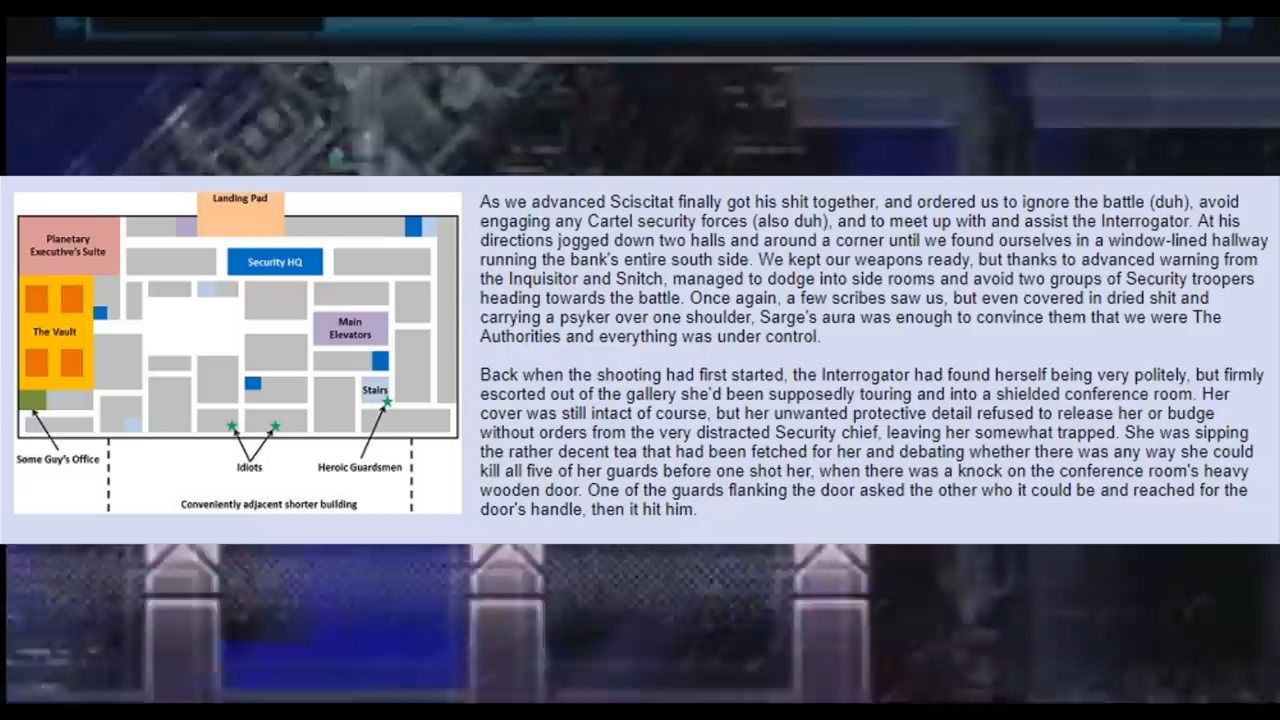 Landing Pad
Planetary
Executive's Suite
Security HQ
The Vault
Main
Elevators
Stairs
Some Guy's Office
Idiots
Heroic Guardsmen
Conveniently adjacent shorter building
As we advanced Sciscitat finally got his shit together, and ordered us to ignore the battle (duh), avoid
engaging any Cartel security forces (also duh), and to meet up with and assist the Interrogator. At his
directions jogged down two halls and around a corner until we found ourselves in a window-lined hallway
running the bank's entire south side. We kept our weapons ready, but thanks to advanced warning from
the Inquisitor and Snitch, managed to dodge into side rooms and avoid two groups of Security troopers
heading towards the battle. Once again, a few scribes saw us, but even covered in dried shit and
carrying a psyker over one shoulder, Sarge's aura was enough to convince them that we were The
Authorities and everything was under control.
Back when the shooting had first started, the Interrogator had found herself being very politely, but firmly
escorted out of the gallery she'd been supposedly touring and into a shielded conference room. Her
cover was still intact of course, but her unwanted protective detail refused to release her or budge
without orders from the very distracted Security chief, leaving her somewhat trapped. She was sipping
the rather decent tea that had been fetched for her and debating whether there was any way she could
kill all five of her guards before one shot her, when there was a knock on the conference room's heavy
wooden door. One of the guards flanking the door asked the other who it could be and reached for the
door's handle, then it hit him.